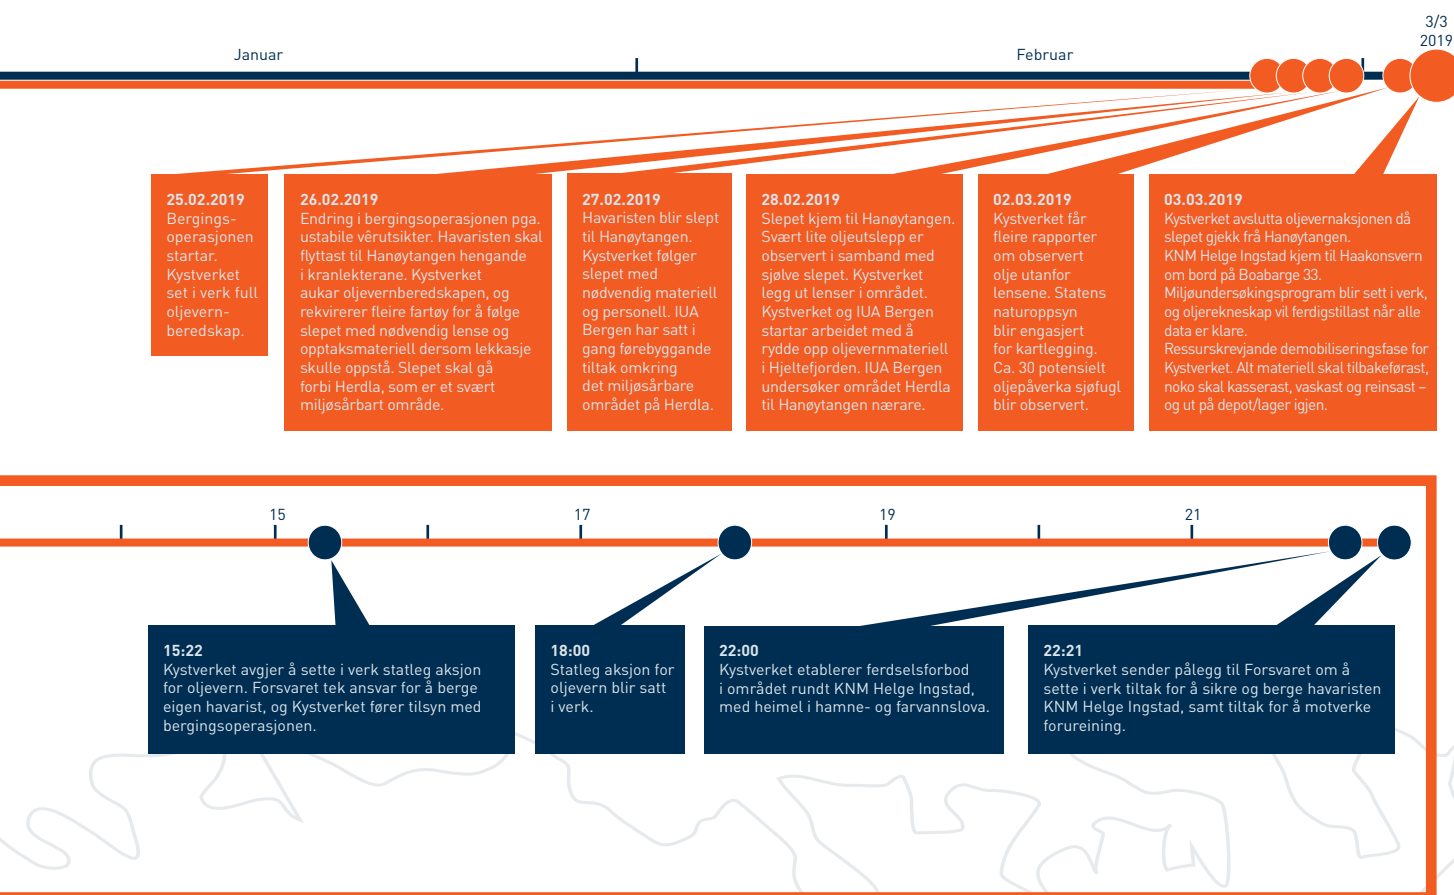 Januar
Februar
3/3
2019
25.02.2019
Bergings-
operasjonen
startar.
Kystverket
set i verk full
oljevern-
beredskap.
26.02.2019
Endring i bergingsoperasjonen pga.
ustabile vêrutsikter. Havaristen skal
flyttast til Hanøytangen hengande
i kranlekterane. Kystverket
aukar oljevernberedskapen, og
rekvirerer fleire fartøy for å følge
slepet med nødvendig lense og
opptaksmateriell dersom lekkasje
skulle oppstå. Slepet skal gå
forbi Herdla, som er et svært
miljøsårbart område.
27.02.2019
Havaristen blir slept
til Hanøytangen.
Kystverket følger
slepet med
nødvendig materiell
og personell. IUA
Bergen har satt i
gang førebyggande
tiltak omkring
det miljøsårbare
området på Herdla.
28.02.2019
Slepet kjem til Hanøytangen.
Svært lite oljeutslepp er
observert i samband med
sjølve slepet. Kystverket
legg ut lenser i området.
Kystverket og IUA Bergen
startar arbeidet med å
rydde opp oljevernmateriell
i Hjeltefjorden. IUA Bergen
undersøker området Herdla
til Hanøytangen nærare.
02.03.2019
Kystverket får
fleire rapporter
om observert
olje utanfor
lensene. Statens
naturoppsyn
blir engasjert
for kartlegging.
Ca. 30 potensielt
oljepåverka sjøfugl
blir observert.
03.03.2019
Kystverket avslutta oljevernaksjonen då
slepet gjekk frå Hanøytangen.
KNM Helge Ingstad kjem til Haakonsvern
om bord på Boabarge 33.
Miljøundersøkingsprogram blir sett i verk,
og oljerekneskap vil ferdigstillast når alle
data er klare.
Ressurskrevjande demobiliseringsfase for
Kystverket. Alt materiell skal tilbakeførast,
noko skal kasserast, vaskast og reinsast –
og ut på depot/lager igjen.
15
17
19
21
15:22
Kystverket avgjer å sette i verk statleg aksjon
for oljevern. Forsvaret tek ansvar for å berge
eigen havarist, og Kystverket fører tilsyn med
bergingsoperasjonen.
18:00
Statleg aksjon for
oljevern blir satt
i verk.
22:00
Kystverket etablerer ferdselsforbod
i området rundt KNM Helge Ingstad,
med heimel i hamne- og farvannslova.
22:21
Kystverket sender pålegg til Forsvaret om å
sette i verk tiltak for å sikre og berge havaristen
KNM Helge Ingstad, samt tiltak for å motverke
forureining.